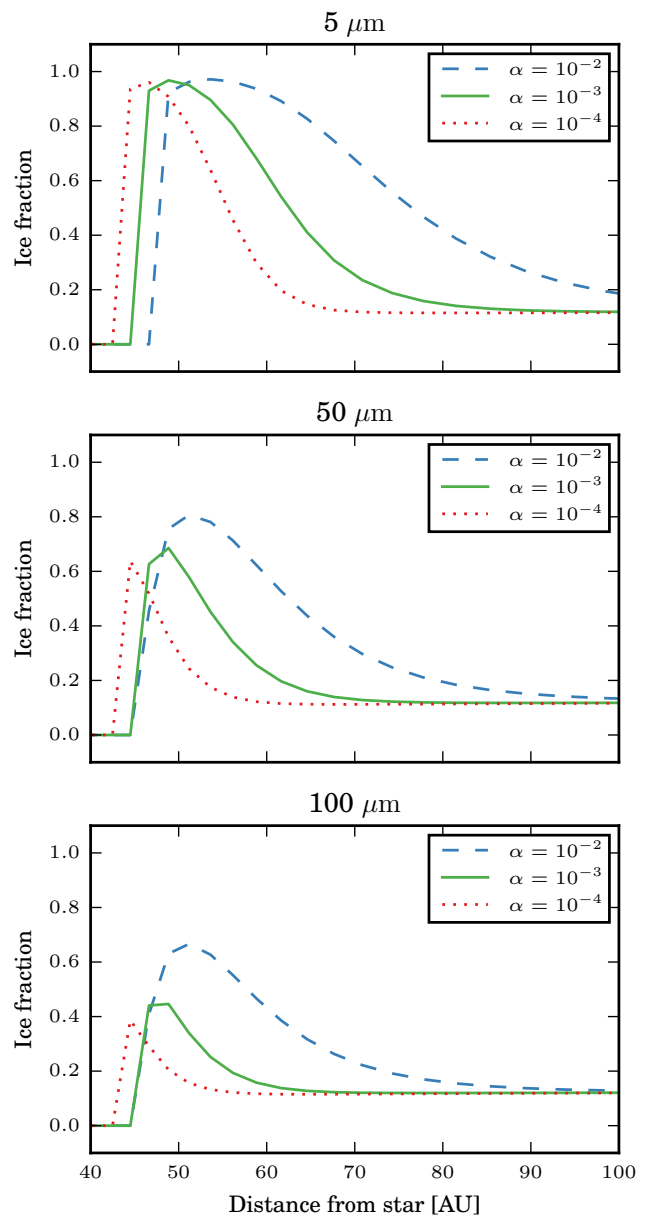 5 μm
Ice fraction
1.0
0.8
0.6
0.4
0.2
0.0
α = 10⁻²
α = 10⁻³
α = 10⁻⁴
50 μm
Ice fraction
1.0
0.8
0.6
0.4
0.2
0.0
α = 10⁻²
α = 10⁻³
α = 10⁻⁴
100 μm
Ice fraction
1.0
0.8
0.6
0.4
0.2
0.0
α = 10⁻²
α = 10⁻³
α = 10⁻⁴
40 50 60 70 80 90 100
Distance from star [AU]